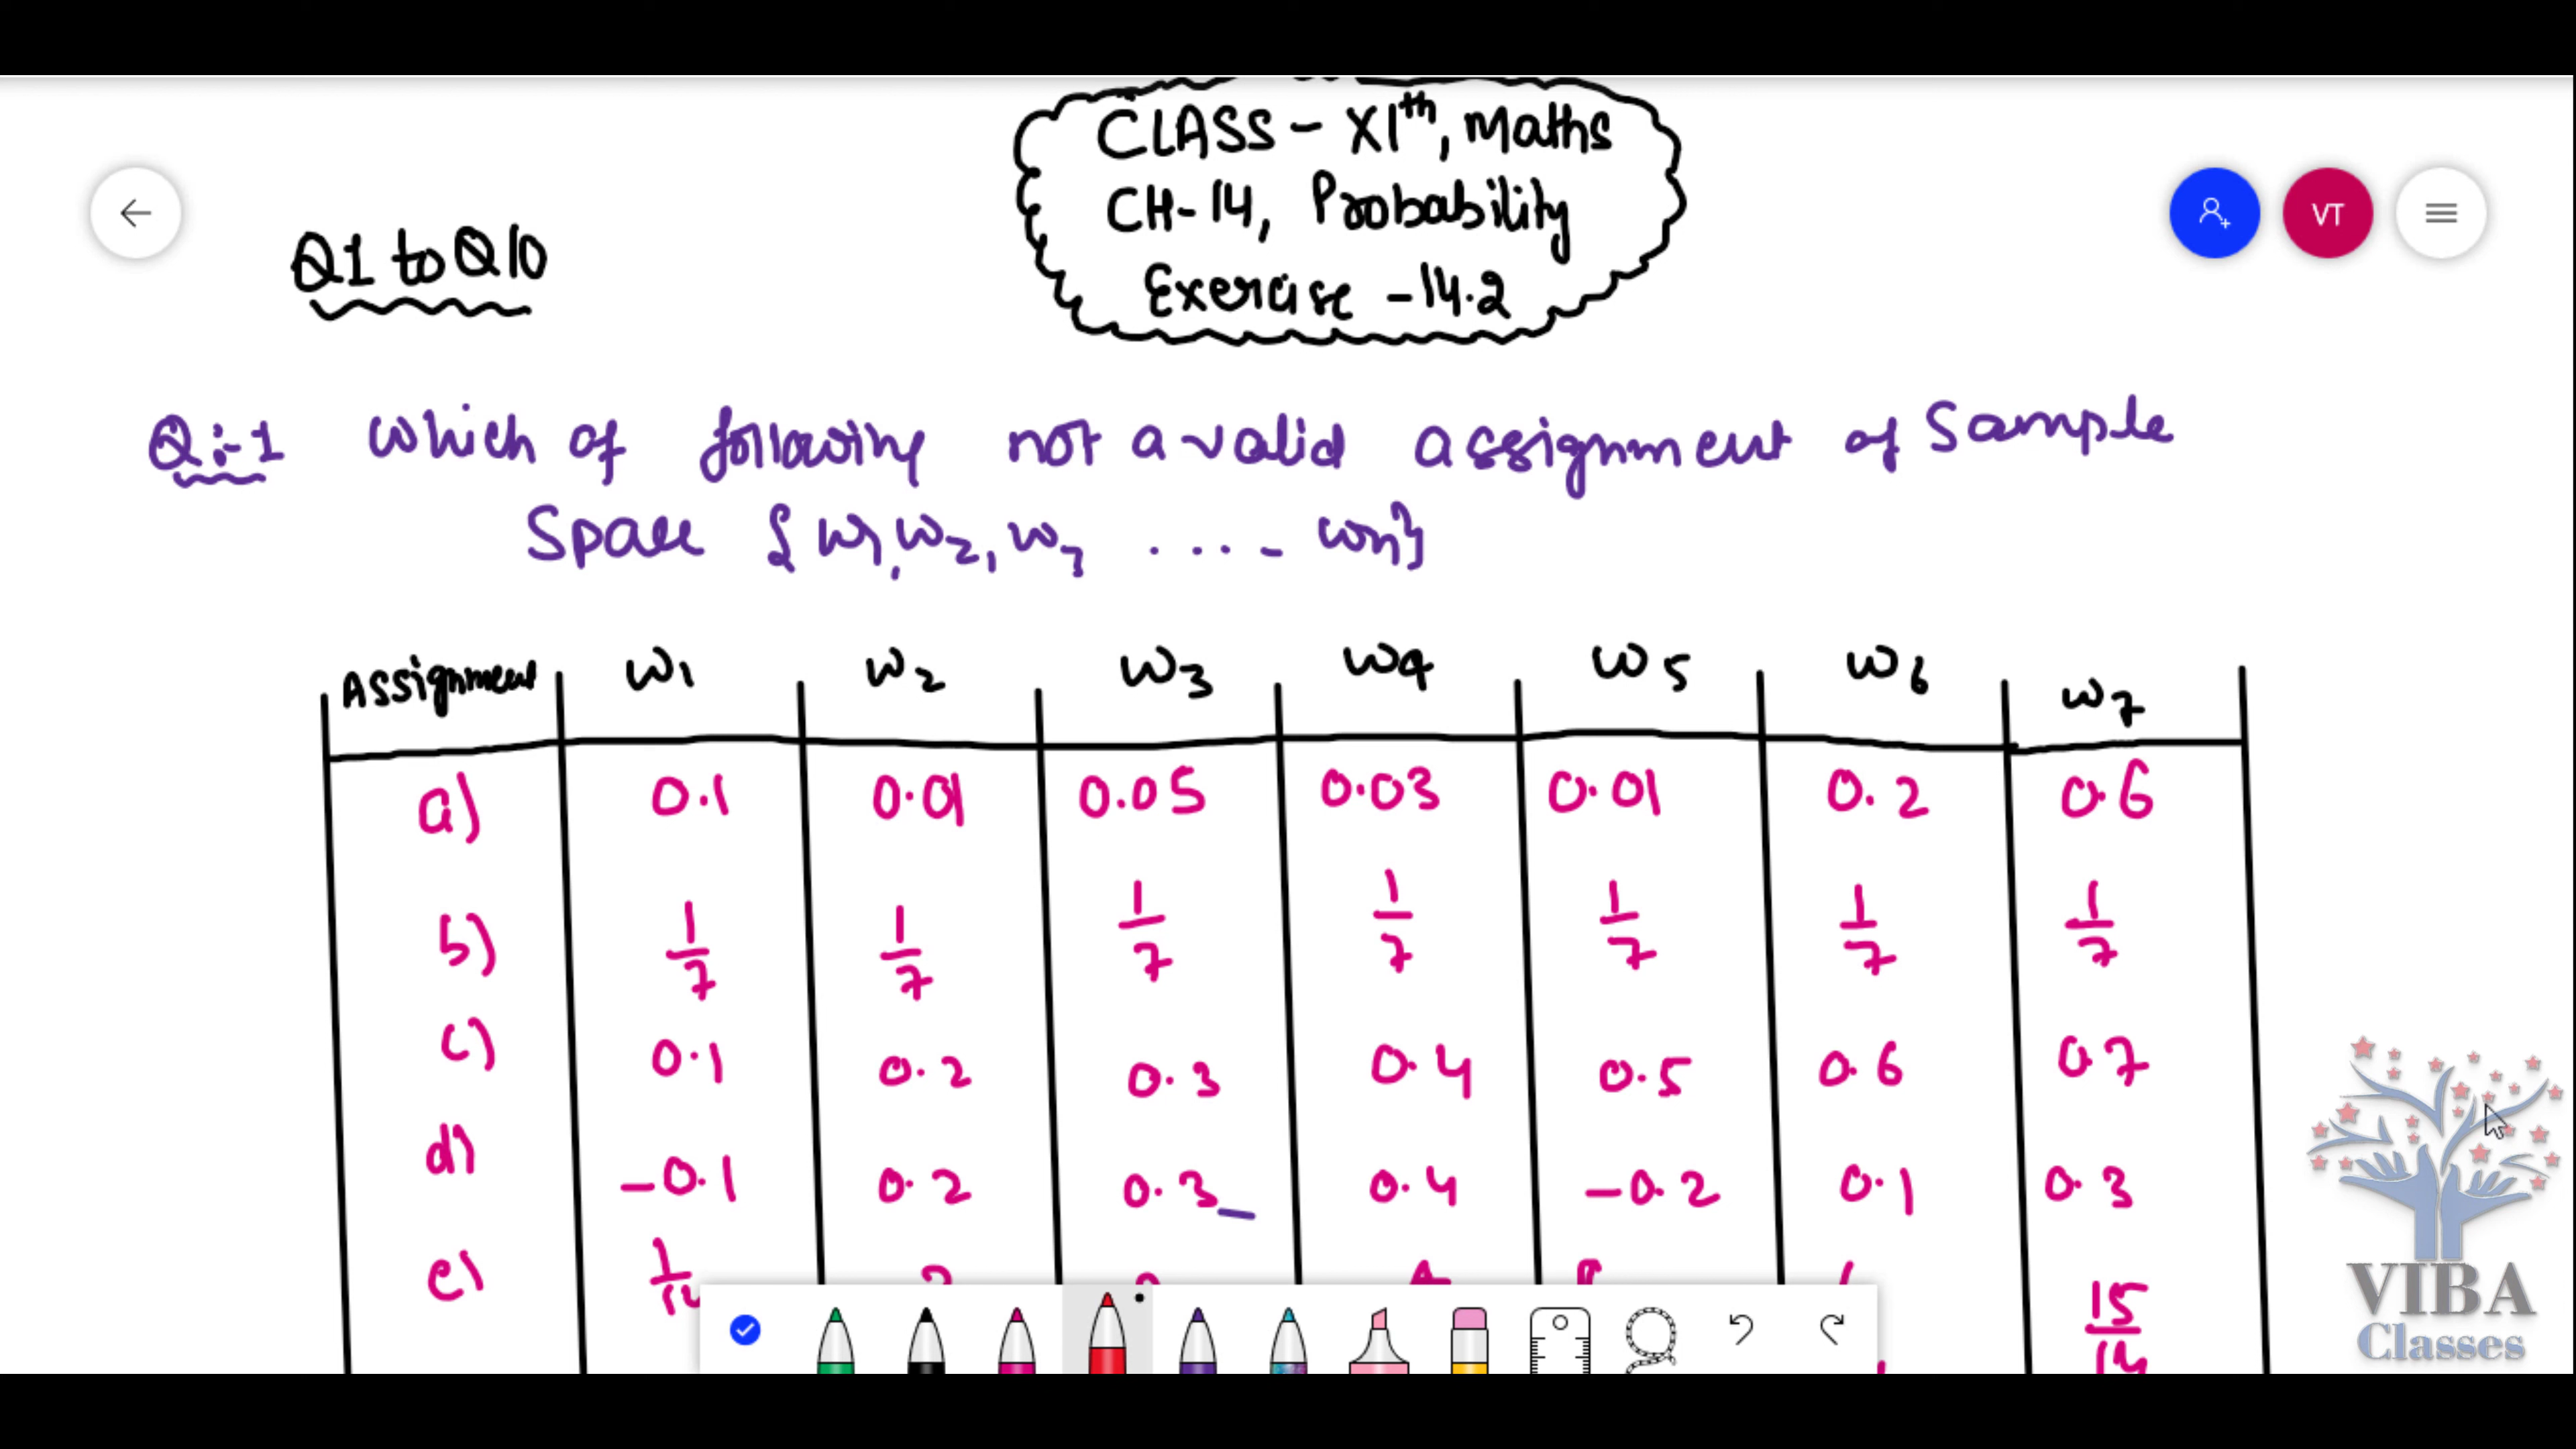 CLASS - XIth, Maths
CH-14, Probability
Exercise - 14.2
Q1 to Q10
VT
Q:-1 Which of following not a valid assignment of Sample
Space {w1, w2, w3 ..... wn}
Assignment w1 w2 w3 w4 w5 w6 w7
a) 0.1 0.01 0.05 0.03 0.01 0.2 0.6
b) 1/7 1/7 1/7 1/7 1/7 1/7 1/7
c) 0.1 0.2 0.3 0.4 0.5 0.6 0.7
d) -0.1 0.2 0.3 0.4 -0.2 0.1 0.3
e) 1/14 15/14
VIBA
Classes